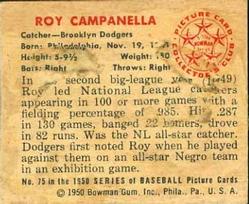 ROY CAMPANELLA
Catcher—Brooklyn Dodgers
Born: Philadelphia, Nov. 19,
Height: 5-9½ Weight:
Bats: Right Throws: Right
In second big-league year (1949)
Roy led National League catchers
appearing in 100 or more games with a
fielding percentage of .985. Hit .287
in 130 games, banged 22 homers, drove
in 82 runs. Was the NL all-star catcher.
Dodgers first noted Roy when he played
against them on an all-star Negro team
in an exhibition game.
PICTURE CARD
BOWMAN
COLLECTORS CLUB
No. 75 in the 1950 SERIES OF BASEBALL Picture Cards
© 1950 Bowman Gum, Inc., Phila., Pa., U. S. A.